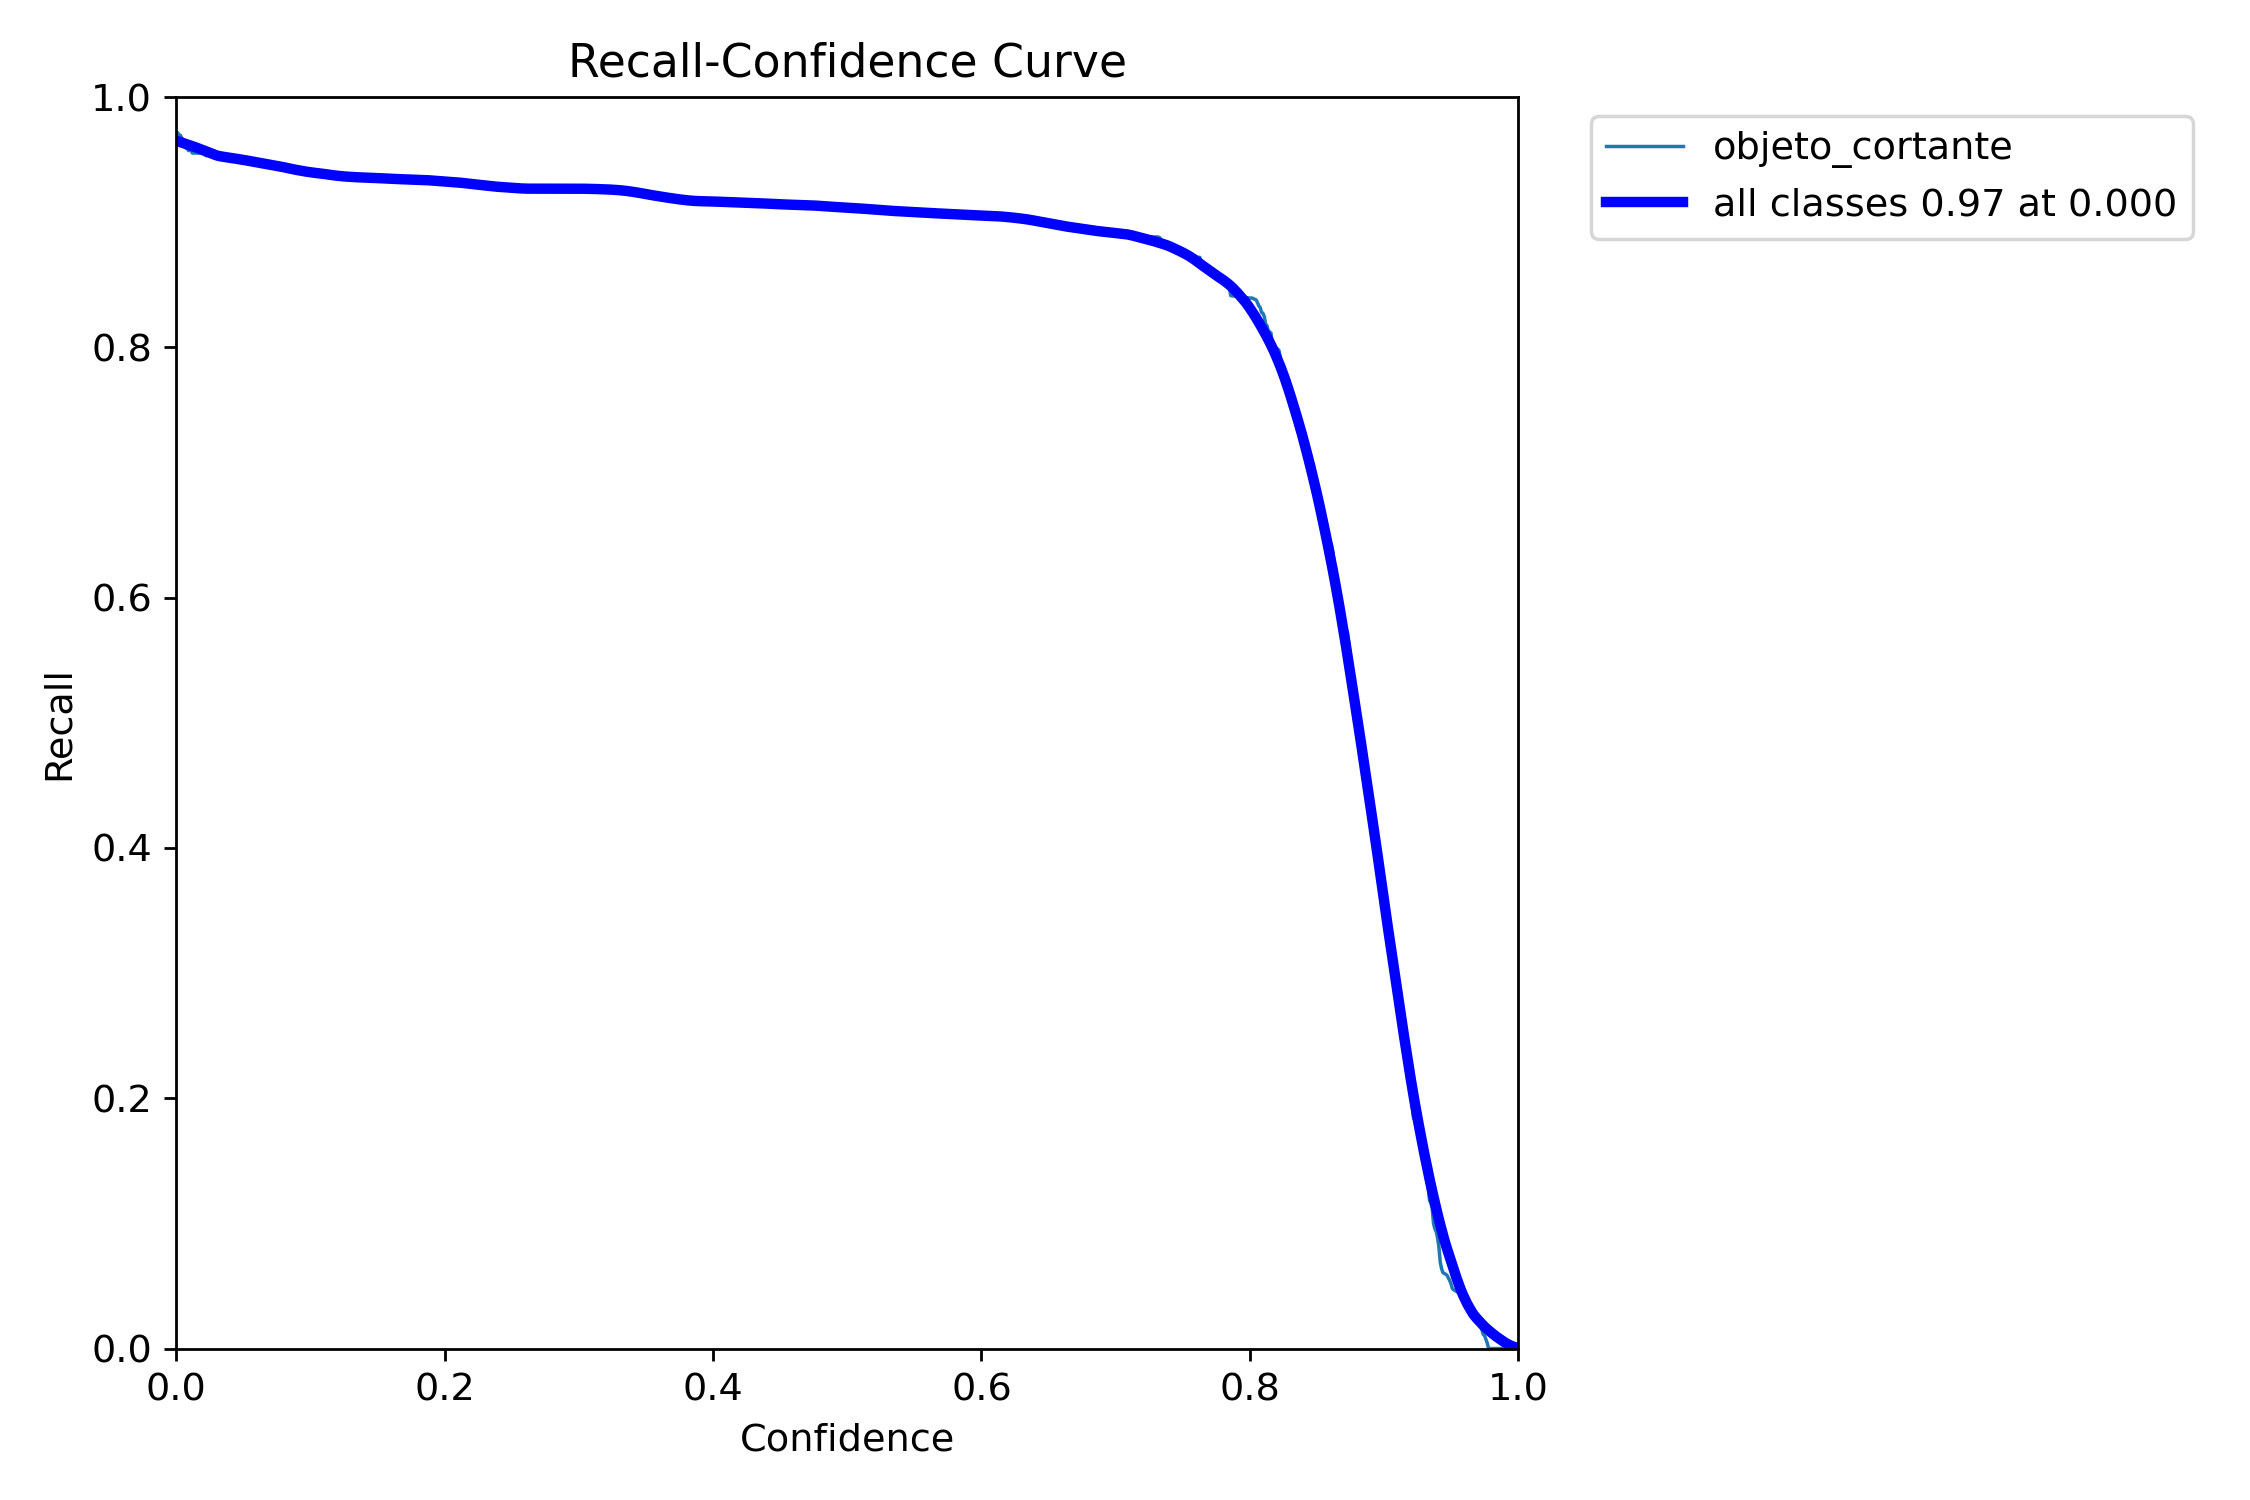 Recall-Confidence Curve
1.0
0.8
0.6
0.4
0.2
0.0
Recall
0.0 0.2 0.4 0.6 0.8 1.0
Confidence
objeto_cortante
all classes 0.97 at 0.000